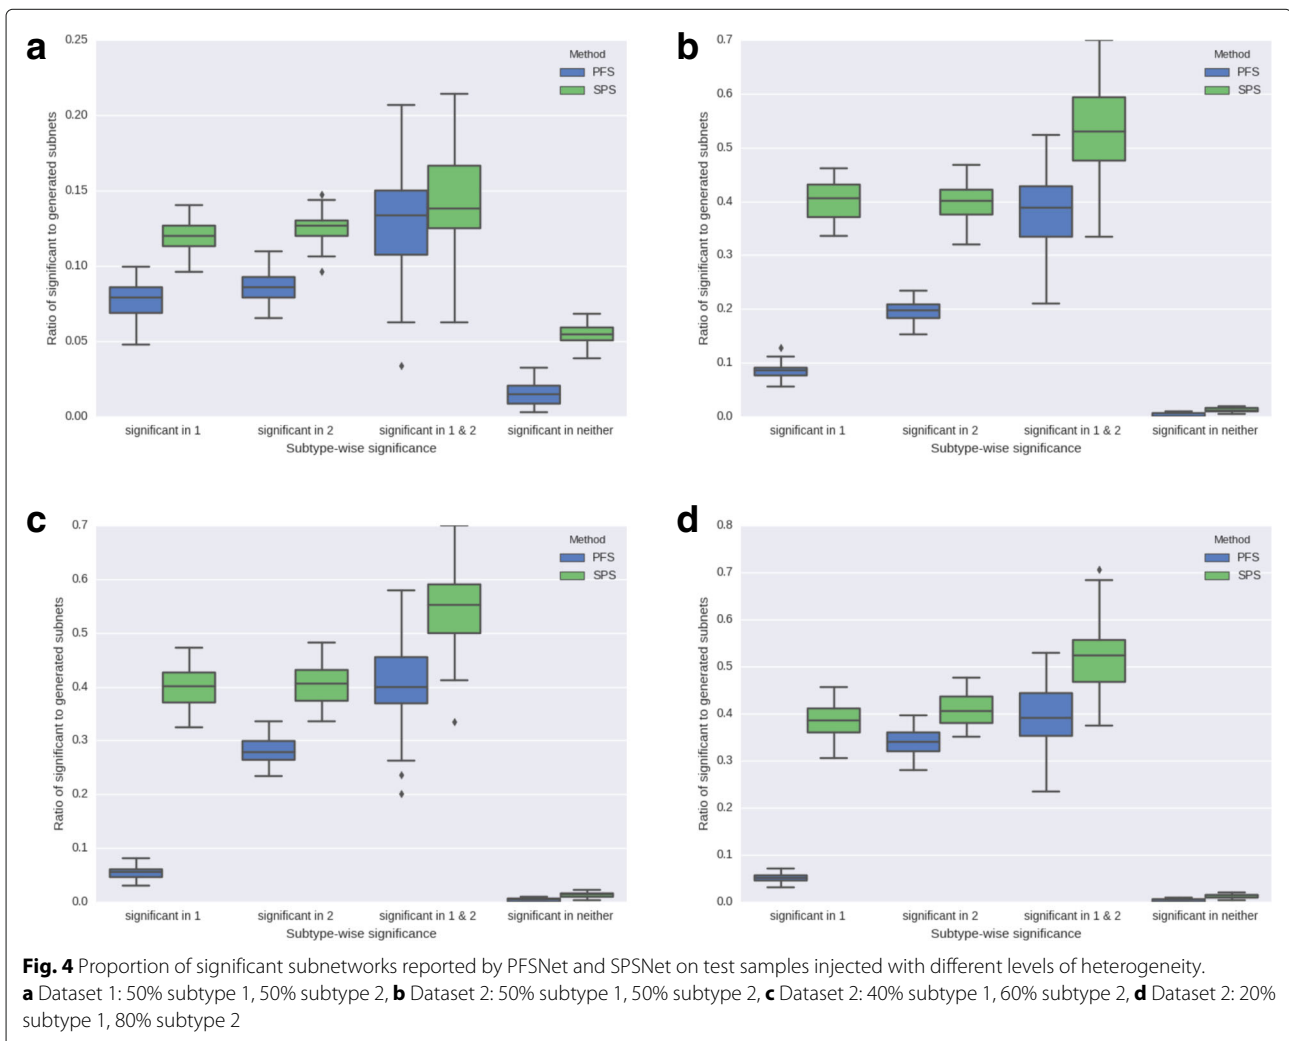 a
0.25
0.20
0.15
0.10
0.05
0.00
Ratio of significant to generated subnets
Method
PFS
SPS
significant in 1
significant in 2
significant in 1 & 2
significant in neither
Subtype-wise significance
b
0.7
0.6
0.5
0.4
0.3
0.2
0.1
0.0
Ratio of significant to generated subnets
Method
PFS
SPS
significant in 1
significant in 2
significant in 1 & 2
significant in neither
Subtype-wise significance
c
0.7
0.6
0.5
0.4
0.3
0.2
0.1
0.0
Ratio of significant to generated subnets
Method
PFS
SPS
significant in 1
significant in 2
significant in 1 & 2
significant in neither
Subtype-wise significance
d
0.8
0.7
0.6
0.5
0.4
0.3
0.2
0.1
0.0
Ratio of significant to generated subnets
Method
PFS
SPS
significant in 1
significant in 2
significant in 1 & 2
significant in neither
Subtype-wise significance
Fig. 4 Proportion of significant subnetworks reported by PFSNet and SPSNet on test samples injected with different levels of heterogeneity.
a Dataset 1: 50% subtype 1, 50% subtype 2, b Dataset 2: 50% subtype 1, 50% subtype 2, c Dataset 2: 40% subtype 1, 60% subtype 2, d Dataset 2: 20%
subtype 1, 80% subtype 2